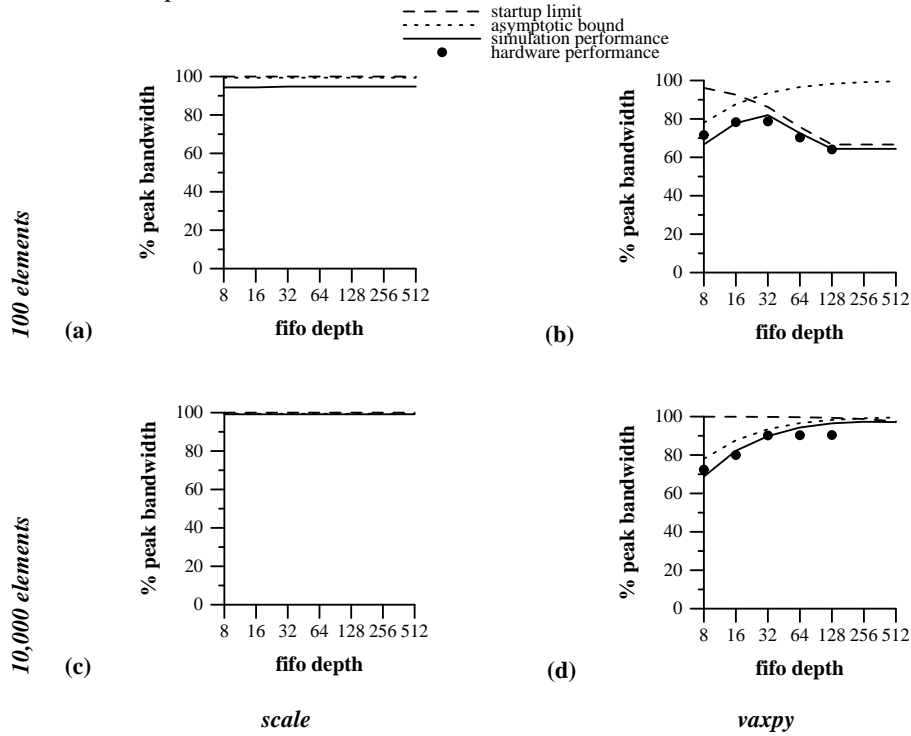 startup limit
asymptotic bound
simulation performance
hardware performance
100 elements
% peak bandwidth
100
80
60
40
20
0
8 16 32 64 128 256 512
fifo depth
(a)
% peak bandwidth
100
80
60
40
20
0
8 16 32 64 128 256 512
fifo depth
(b)
10,000 elements
% peak bandwidth
100
80
60
40
20
0
8 16 32 64 128 256 512
fifo depth
(c)
% peak bandwidth
100
80
60
40
20
0
8 16 32 64 128 256 512
fifo depth
(d)
scale
vaxpy